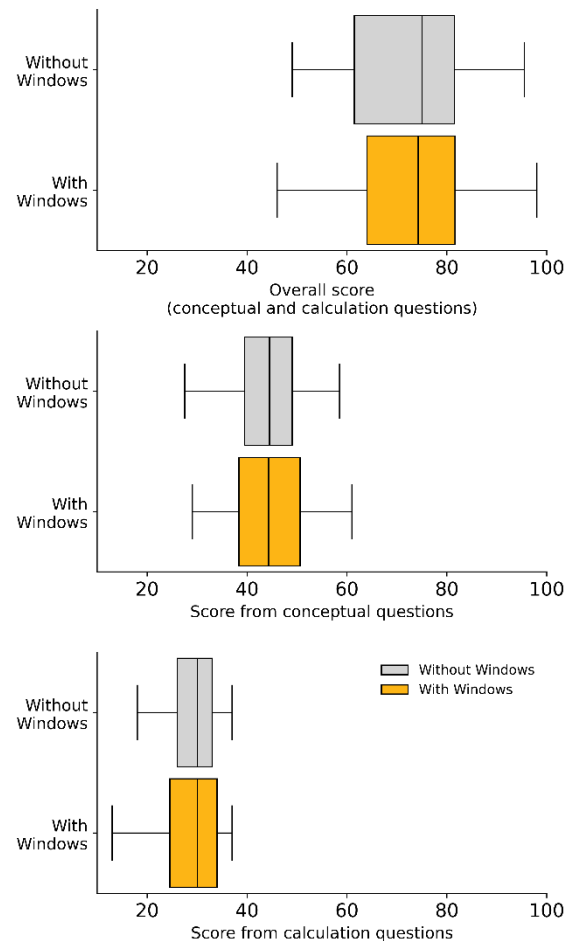 Without
Windows
With
Windows
20 40 60 80 100
Overall score
(conceptual and calculation questions)
Without
Windows
With
Windows
20 40 60 80 100
Score from conceptual questions
Without Windows
With Windows
Without
Windows
With
Windows
20 40 60 80 100
Score from calculation questions